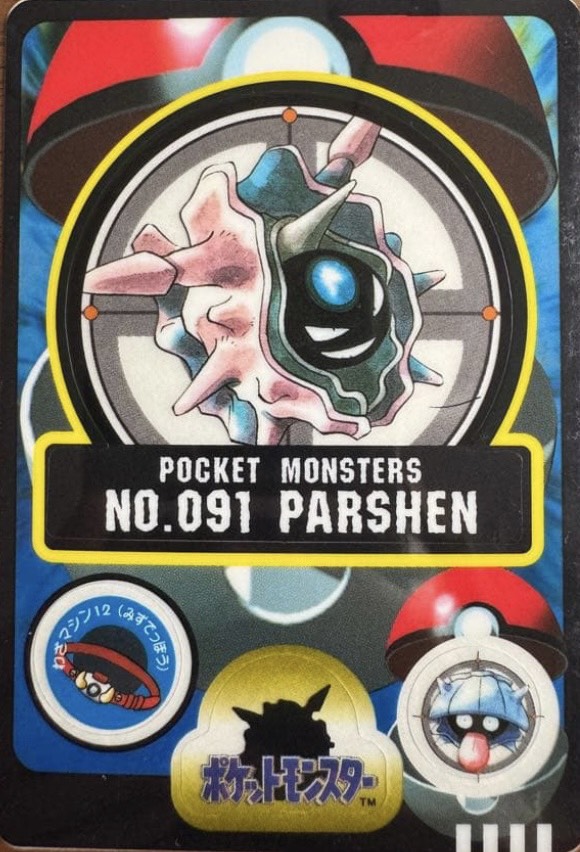 POCKET MONSTERS
NO.091 PARSHEN
わざマシン12 (みずでっぽう)
ポケットモンスター
TM